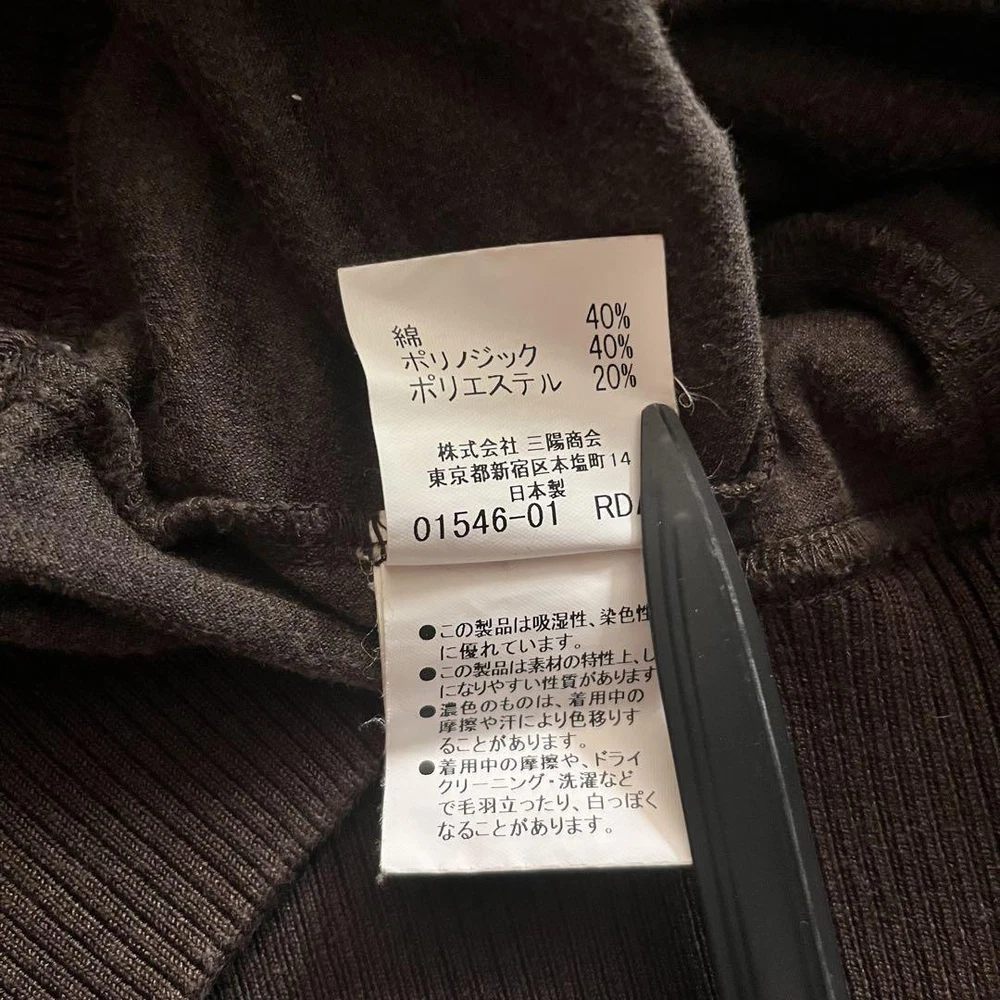 綿 40%
ポリノジック 40%
ポリエステル 20%
株式会社 三陽商会
東京都新宿区本塩町14
日本製
01546-01 RD
●この製品は吸湿性、染色性
に優れています。
●この製品は素材の特性上、し
になりやすい性質があります
●濃色のものは、着用中の
摩擦や汗により色移りす
ることがあります。
●着用中の摩擦や、ドライ
クリーニング・洗濯など
で毛羽立ったり、白っぽく
なることがあります。